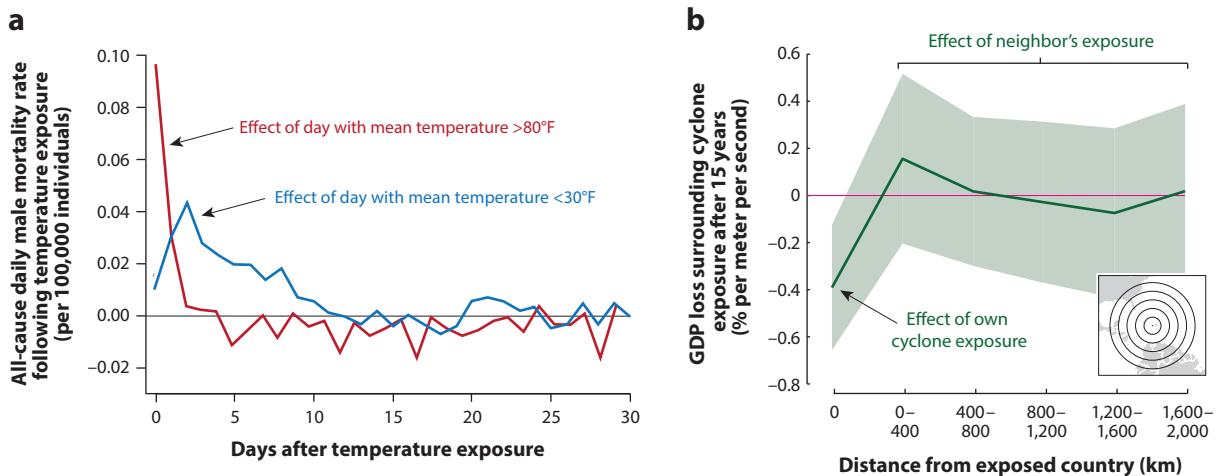 a
All-cause daily male mortality rate
following temperature exposure
(per 100,000 individuals)
0.10
0.08
0.06
0.04
0.02
0.00
−0.02
Effect of day with mean temperature >80°F
Effect of day with mean temperature <30°F
0 5 10 15 20 25 30
Days after temperature exposure
b
GDP loss surrounding cyclone
exposure after 15 years
(% per meter per second)
0.6
0.4
0.2
0
−0.2
−0.4
−0.6
−0.8
Effect of neighbor's exposure
Effect of own
cyclone exposure
0 0– 400– 800– 1,200– 1,600–
400 800 1,200 1,600 2,000
Distance from exposed country (km)